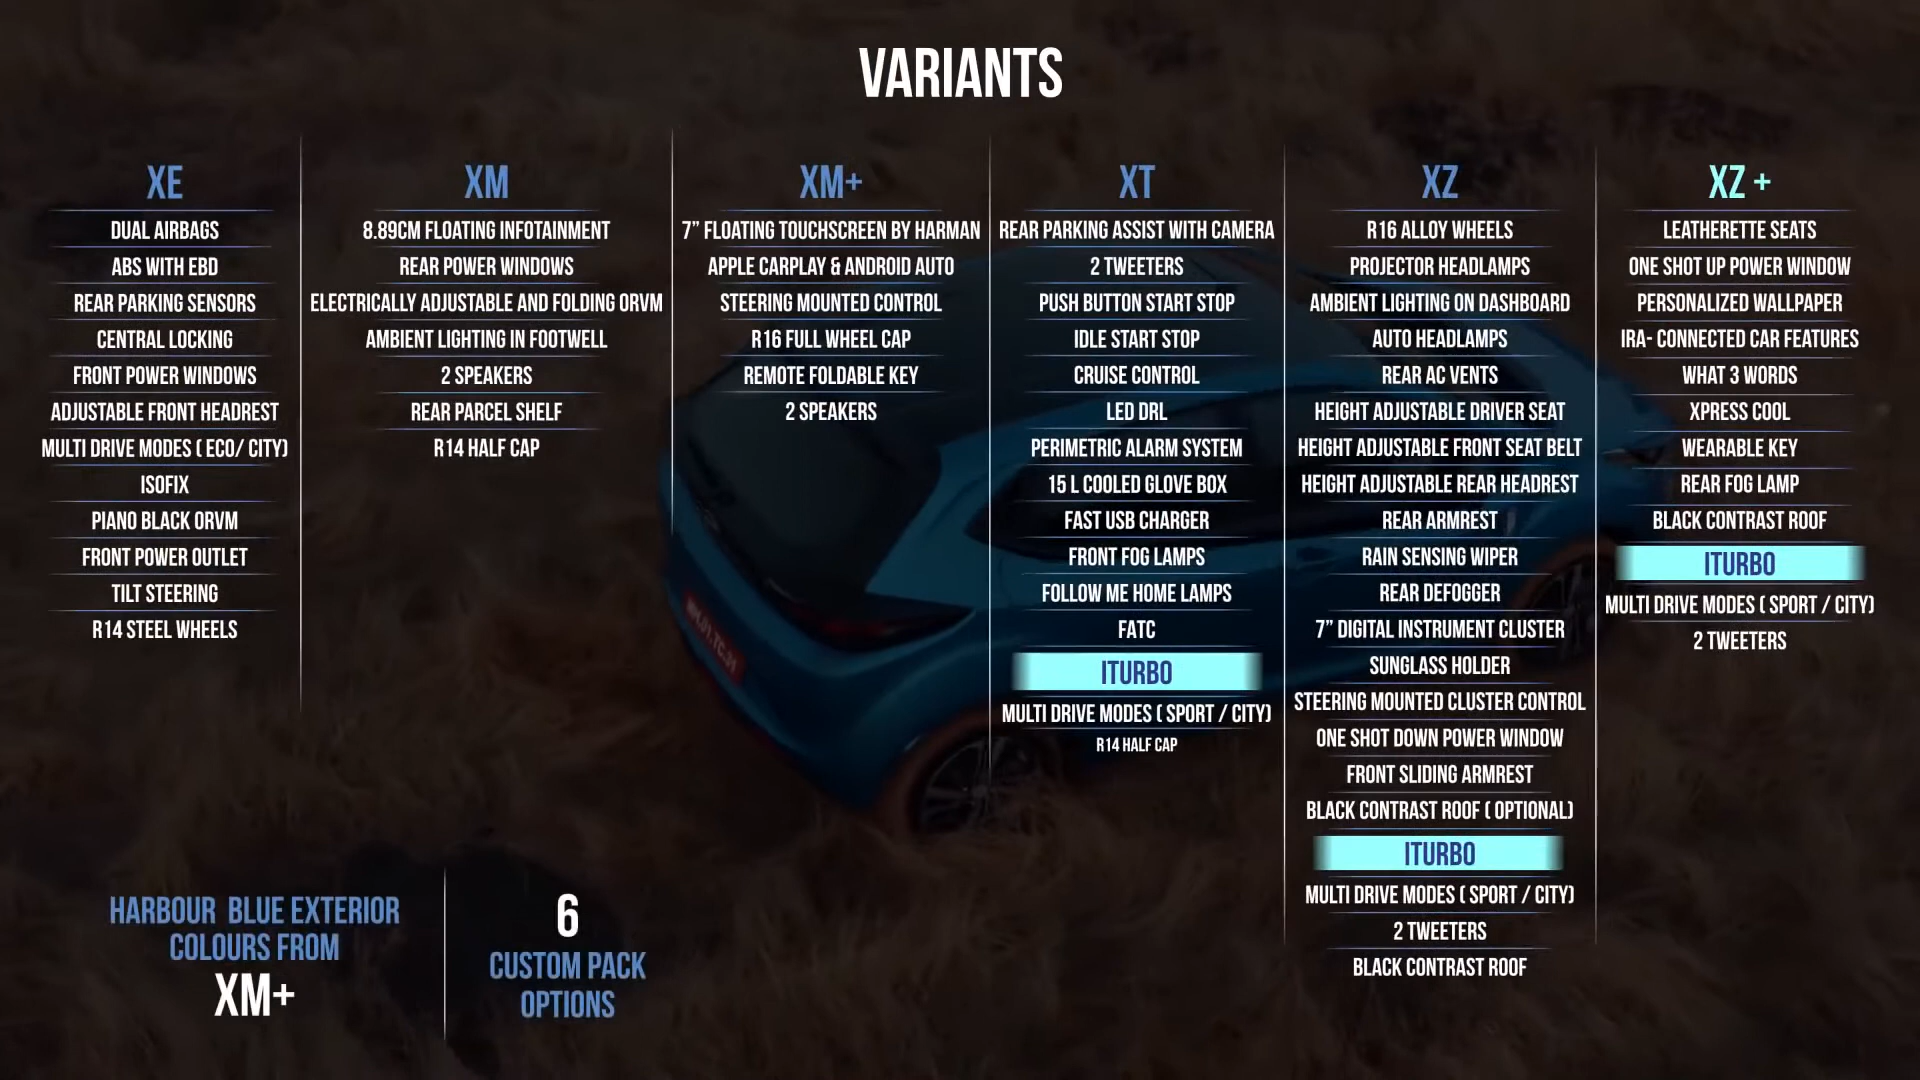 VARIANTS
XE
DUAL AIRBAGS
ABS WITH EBD
REAR PARKING SENSORS
CENTRAL LOCKING
FRONT POWER WINDOWS
ADJUSTABLE FRONT HEADREST
MULTI DRIVE MODES ( ECO/ CITY)
ISOFIX
PIANO BLACK ORVM
FRONT POWER OUTLET
TILT STEERING
R14 STEEL WHEELS
XM
8.89CM FLOATING INFOTAINMENT
REAR POWER WINDOWS
ELECTRICALLY ADJUSTABLE AND FOLDING ORVM
AMBIENT LIGHTING IN FOOTWELL
2 SPEAKERS
REAR PARCEL SHELF
R14 HALF CAP
XM+
7” FLOATING TOUCHSCREEN BY HARMAN
APPLE CARPLAY & ANDROID AUTO
STEERING MOUNTED CONTROL
R16 FULL WHEEL CAP
REMOTE FOLDABLE KEY
2 SPEAKERS
XT
REAR PARKING ASSIST WITH CAMERA
2 TWEETERS
PUSH BUTTON START STOP
IDLE START STOP
CRUISE CONTROL
LED DRL
PERIMETRIC ALARM SYSTEM
15 L COOLED GLOVE BOX
FAST USB CHARGER
FRONT FOG LAMPS
FOLLOW ME HOME LAMPS
FATC
ITURBO
MULTI DRIVE MODES ( SPORT / CITY)
R14 HALF CAP
XZ
R16 ALLOY WHEELS
PROJECTOR HEADLAMPS
AMBIENT LIGHTING ON DASHBOARD
AUTO HEADLAMPS
REAR AC VENTS
HEIGHT ADJUSTABLE DRIVER SEAT
HEIGHT ADJUSTABLE FRONT SEAT BELT
HEIGHT ADJUSTABLE REAR HEADREST
REAR ARMREST
RAIN SENSING WIPER
REAR DEFOGGER
7” DIGITAL INSTRUMENT CLUSTER
SUNGLASS HOLDER
STEERING MOUNTED CLUSTER CONTROL
ONE SHOT DOWN POWER WINDOW
FRONT SLIDING ARMREST
BLACK CONTRAST ROOF ( OPTIONAL)
ITURBO
MULTI DRIVE MODES ( SPORT / CITY)
2 TWEETERS
BLACK CONTRAST ROOF
XZ +
LEATHERETTE SEATS
ONE SHOT UP POWER WINDOW
PERSONALIZED WALLPAPER
IRA- CONNECTED CAR FEATURES
WHAT 3 WORDS
XPRESS COOL
WEARABLE KEY
REAR FOG LAMP
BLACK CONTRAST ROOF
ITURBO
MULTI DRIVE MODES ( SPORT / CITY)
2 TWEETERS
HARBOUR BLUE EXTERIOR
COLOURS FROM
XM+
6
CUSTOM PACK
OPTIONS